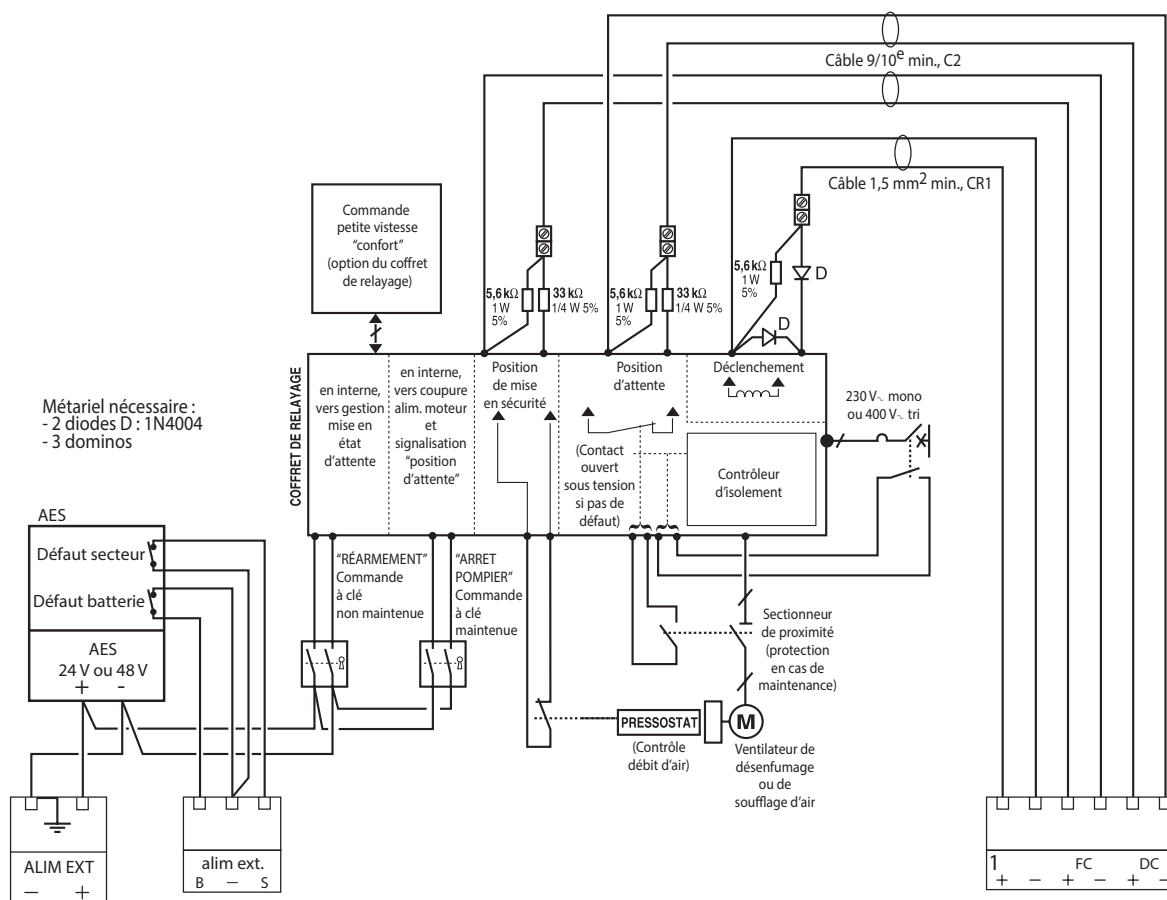 Câble 9/10e min., C2
Câble 1,5 mm2 min., CR1
Commande
petite vistesse
“confort”
(option du coffret
de relayage)
5,6 kΩ
1 W
5%
33 kΩ
1/4 W 5%
5,6 kΩ
1 W
5%
33 kΩ
1/4 W 5%
5,6 kΩ
1 W
5%
D
D
Métariel nécessaire :
- 2 diodes D : 1N4004
- 3 dominos
COFFRET DE RELAYAGE
en interne,
vers gestion
mise en
état
d’attente
en interne,
vers coupure
alim. moteur
et
signalisation
“position
d’attente”
Position
de mise
en sécurité
Position
d’attente
(Contact
ouvert
sous tension
si pas de
défaut)
Déclenchement
Contrôleur
d’isolement
230 V~ mono
ou 400 V~ tri
AES
Défaut secteur
Défaut batterie
AES
24 V ou 48 V
+ -
“RÉARMEMENT”
Commande
à clé
non maintenue
“ARRET
POMPIER”
Commande
à clé
maintenue
Sectionneur
de proximité
(protection
en cas de
maintenance)
PRESSOSTAT
(Contrôle
débit d’air)
M
Ventilateur de
désenfumage
ou de
soufflage d’air
ALIM EXT
− +
alim ext.
B − S
1 FC DC
+ − + − + −